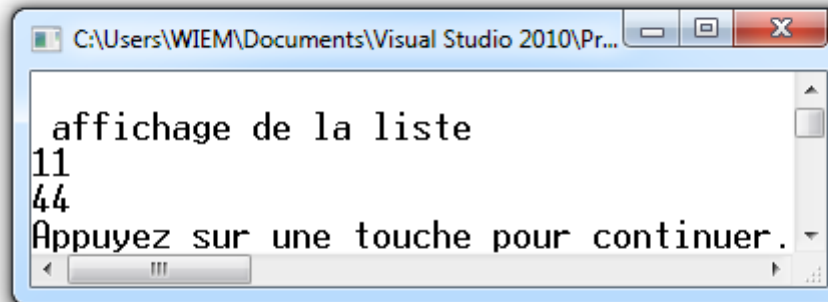 C:\Users\WIEM\Documents\Visual Studio 2010\Pr...
affichage de la liste
11
44
Appuyez sur une touche pour continuer.